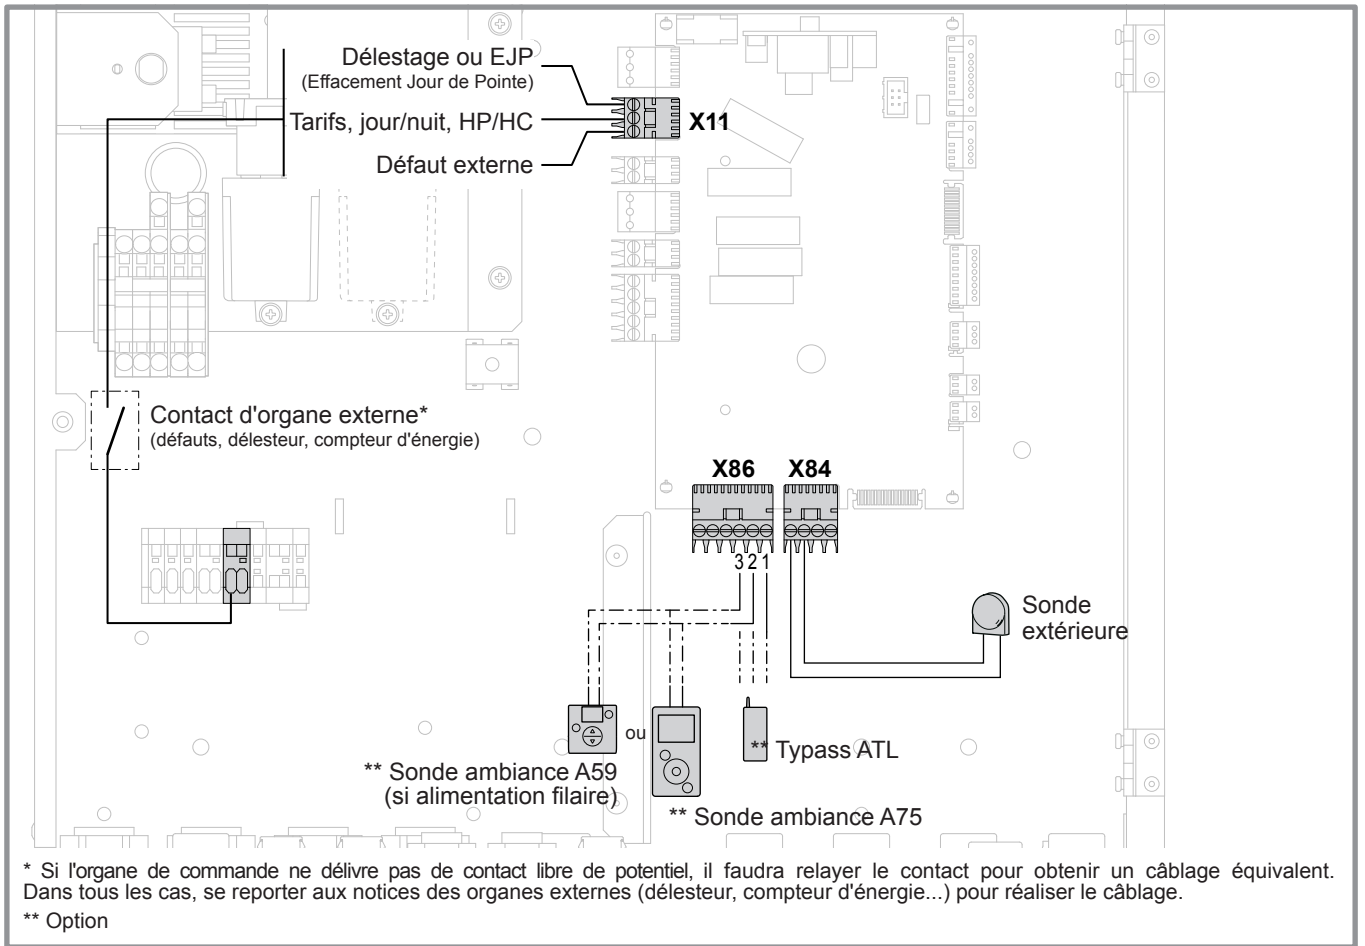 Délestage ou EJP
(Effacement Jour de Pointe)
Tarifs, jour/nuit, HP/HC
X11
Défaut externe
Contact d'organe externe*
(défauts, délesteur, compteur d'énergie)
X86
X84
3 2 1
Sonde
extérieure
ou
** Typass ATL
** Sonde ambiance A59
(si alimentation filaire)
** Sonde ambiance A75
* Si l'organe de commande ne délivre pas de contact libre de potentiel, il faudra relayer le contact pour obtenir un câblage équivalent.
Dans tous les cas, se reporter aux notices des organes externes (délesteur, compteur d'énergie...) pour réaliser le câblage.
** Option